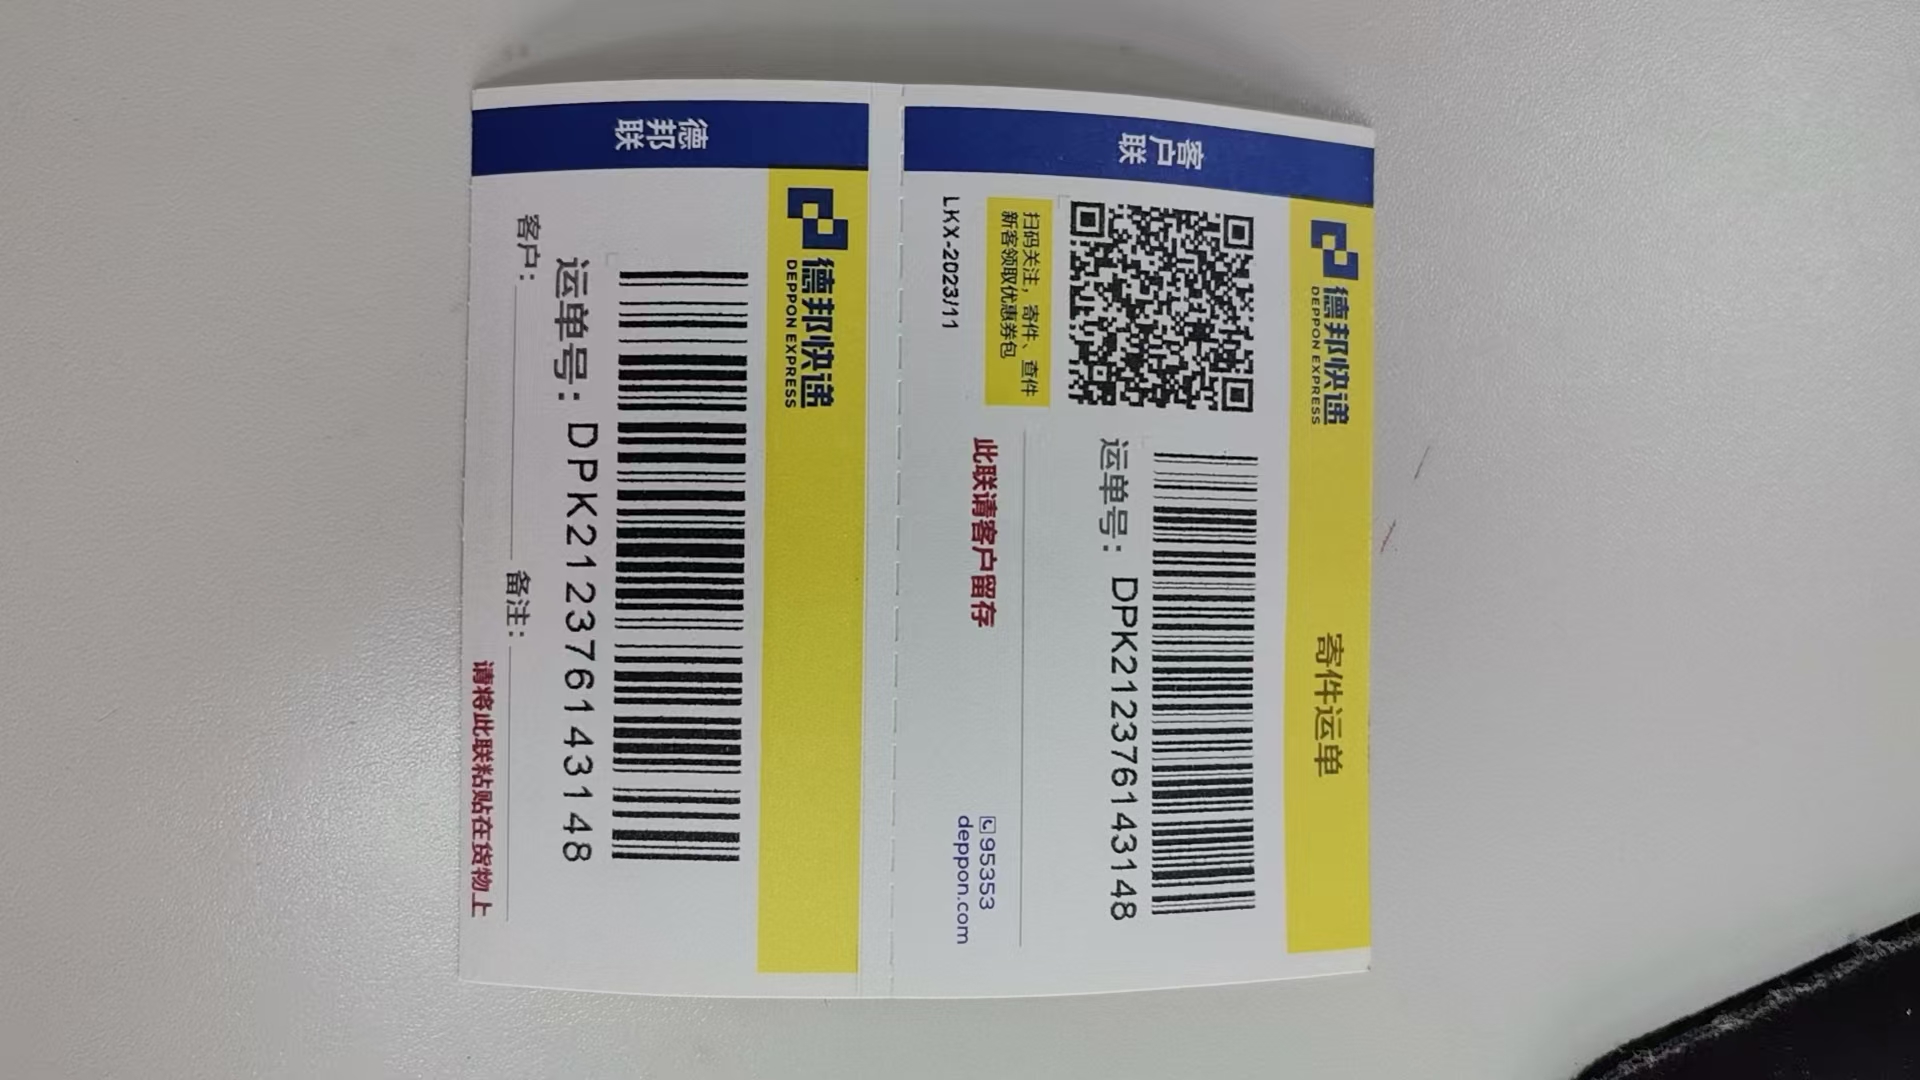 客户联
德邦快递
DEPPON EXPRESS
寄件运单
扫码关注，寄件、查件
新客领取优惠券包
LKX-2023/11
运单号：DPK212376143148
此联请客户留存
95353
deppon.com
德邦联
德邦快递
DEPPON EXPRESS
运单号：DPK212376143148
客户：
备注：
请将此联粘贴在货物上